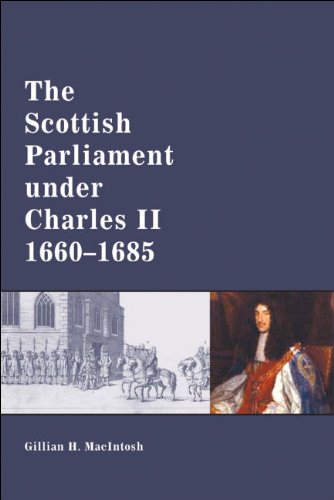 The
Scottish
Parliament
under
Charles II
1660–1685
Gillian H. MacIntosh